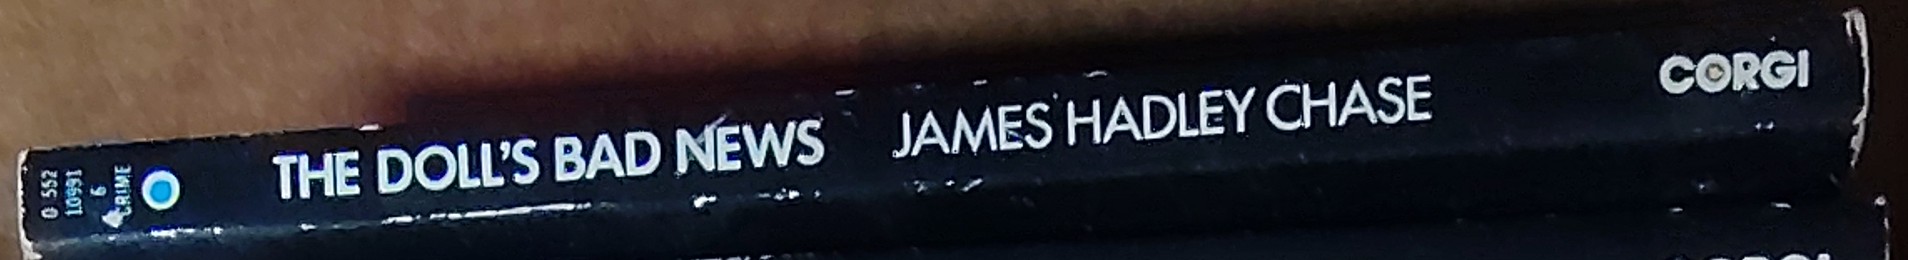 0 552
10991
6
CRIME
THE DOLL'S BAD NEWS JAMES HADLEY CHASE CORGI